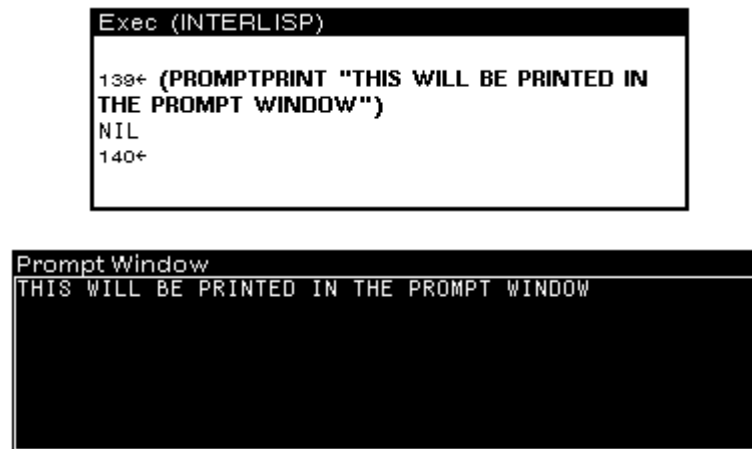 Exec (INTERLISP)
139← (PROMPTPRINT "THIS WILL BE PRINTED IN
THE PROMPT WINDOW")
NIL
140←
Prompt Window
THIS WILL BE PRINTED IN THE PROMPT WINDOW